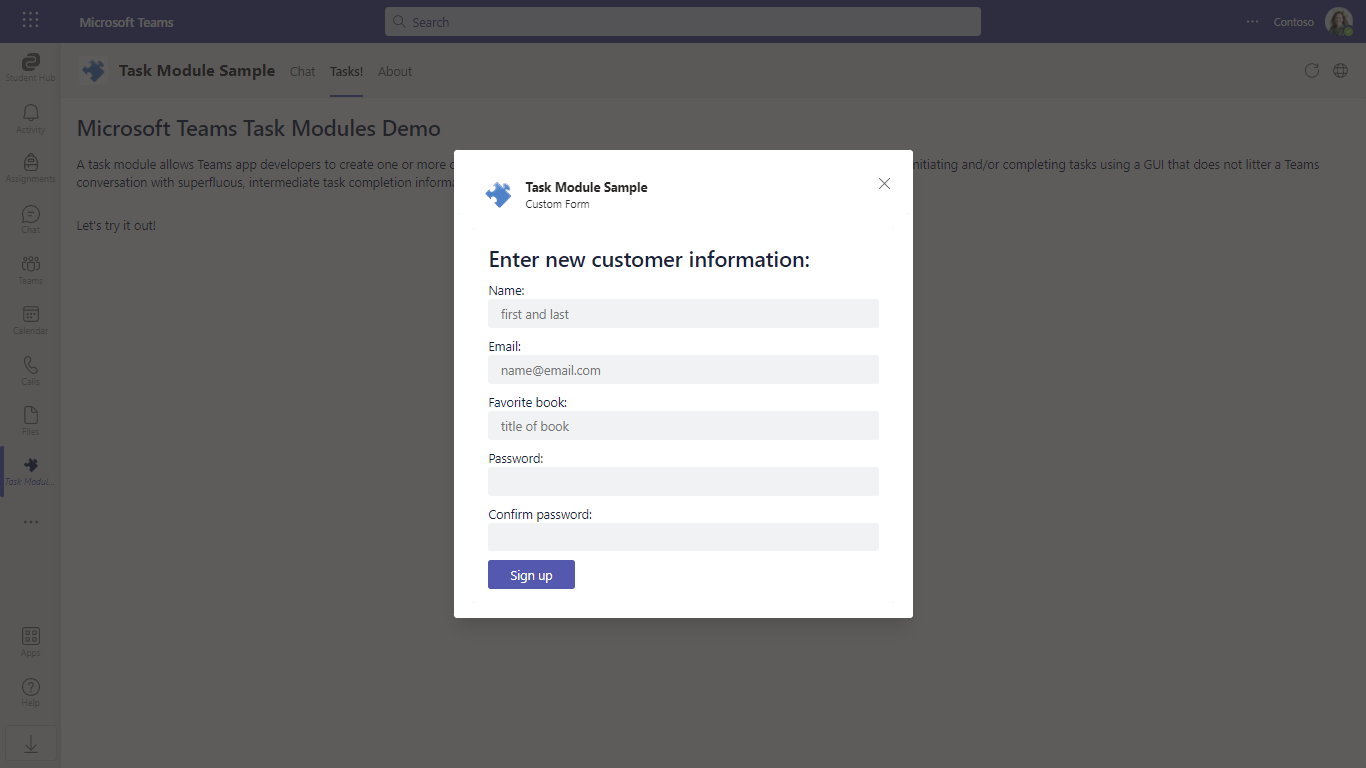 Microsoft Teams
Search
Contoso
Student Hub
Activity
Assignments
Chat
Teams
Calendar
Calls
Files
Task Modul...
Apps
Help
Task Module Sample
Chat
Tasks!
About
Microsoft Teams Task Modules Demo
A task module allows Teams app developers to create one or more
nitiating and/or completing tasks using a GUI that does not litter a Teams
conversation with superfluous, intermediate task completion
Let's try it out!
Task Module Sample
Custom Form
Enter new customer information:
Name:
first and last
Email:
name@email.com
Favorite book:
title of book
Password:
Confirm password:
Sign up